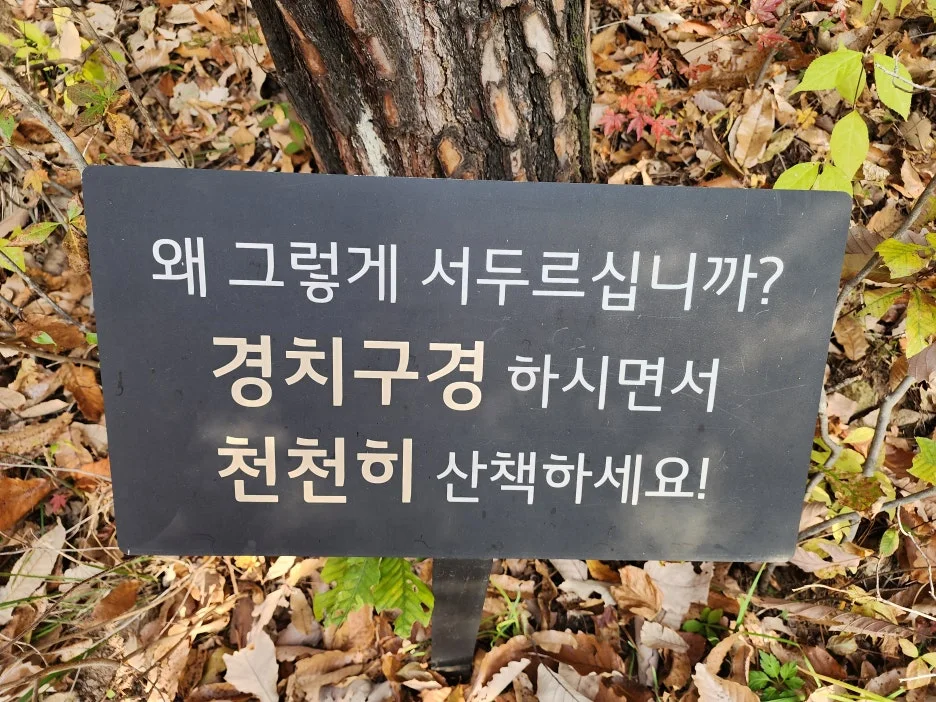 왜 그렇게 서두르십니까?
경치구경 하시면서
천천히 산책하세요!